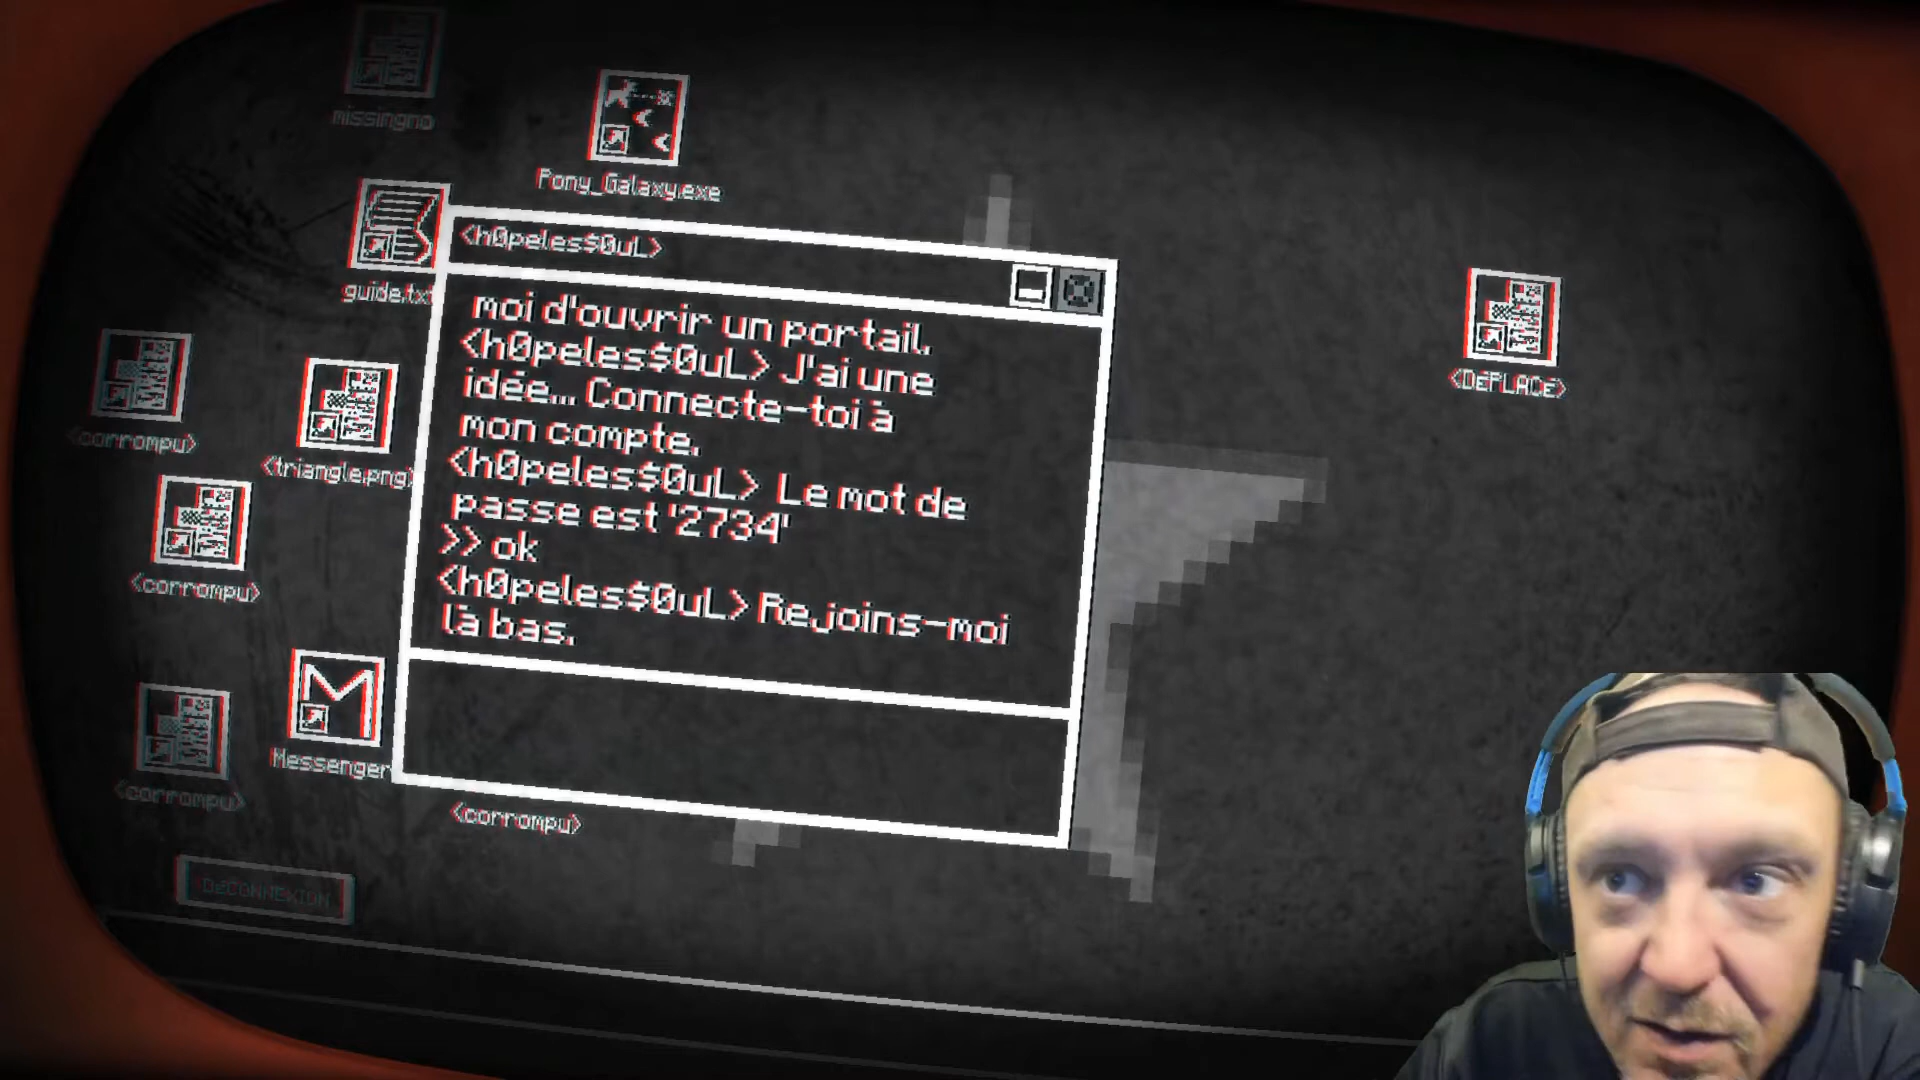 missingno
Pony_Galaxy.exe
guide.txt
<h0peles$0uL>
moi d'ouvrir un portail.
<h0peles$0uL> J'ai une
idée... Connecte-toi à
mon compte.
<h0peles$0uL> Le mot de
passe est '2734'
>> ok
<h0peles$0uL> Rejoins-moi
là bas.
<DéPLACé>
<corrompu>
<triangle.png>
<corrompu>
Messenger
<corrompu>
<corrompu>
DéCONNEXION